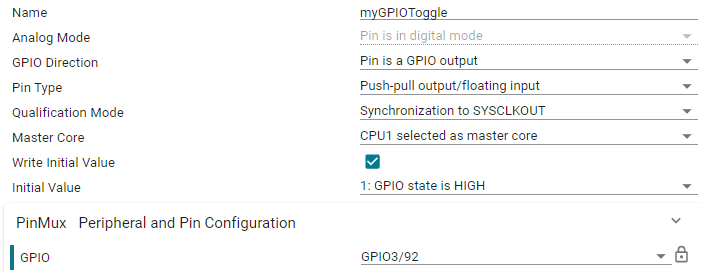 Name myGPIOToggle
Analog Mode Pin is in digital mode
GPIO Direction Pin is a GPIO output
Pin Type Push-pull output/floating input
Qualification Mode Synchronization to SYSCLKOUT
Master Core CPU1 selected as master core
Write Initial Value
Initial Value 1: GPIO state is HIGH
PinMux Peripheral and Pin Configuration
GPIO GPIO3/92